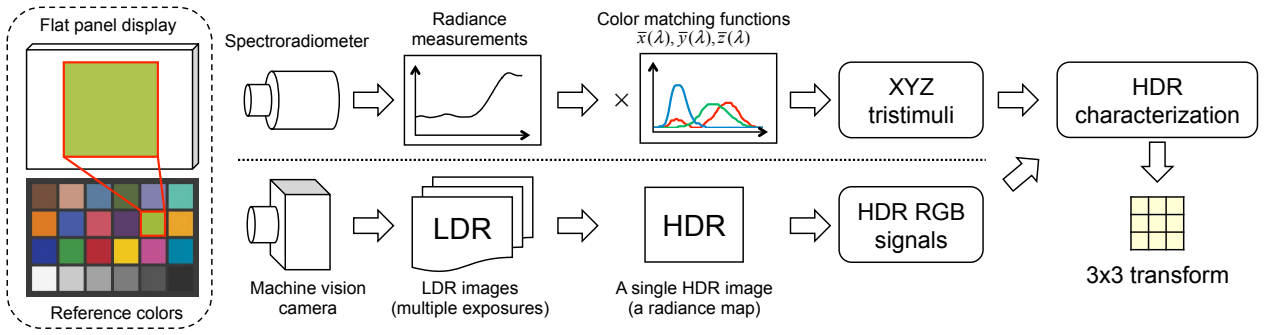 Flat panel display
Reference colors
Spectroradiometer
Radiance
measurements
Color matching functions
x̅(λ), y̅(λ), z̅(λ)
×
XYZ
tristimuli
HDR
characterization
Machine vision
camera
LDR
LDR images
(multiple exposures)
HDR
A single HDR image
(a radiance map)
HDR RGB
signals
3x3 transform